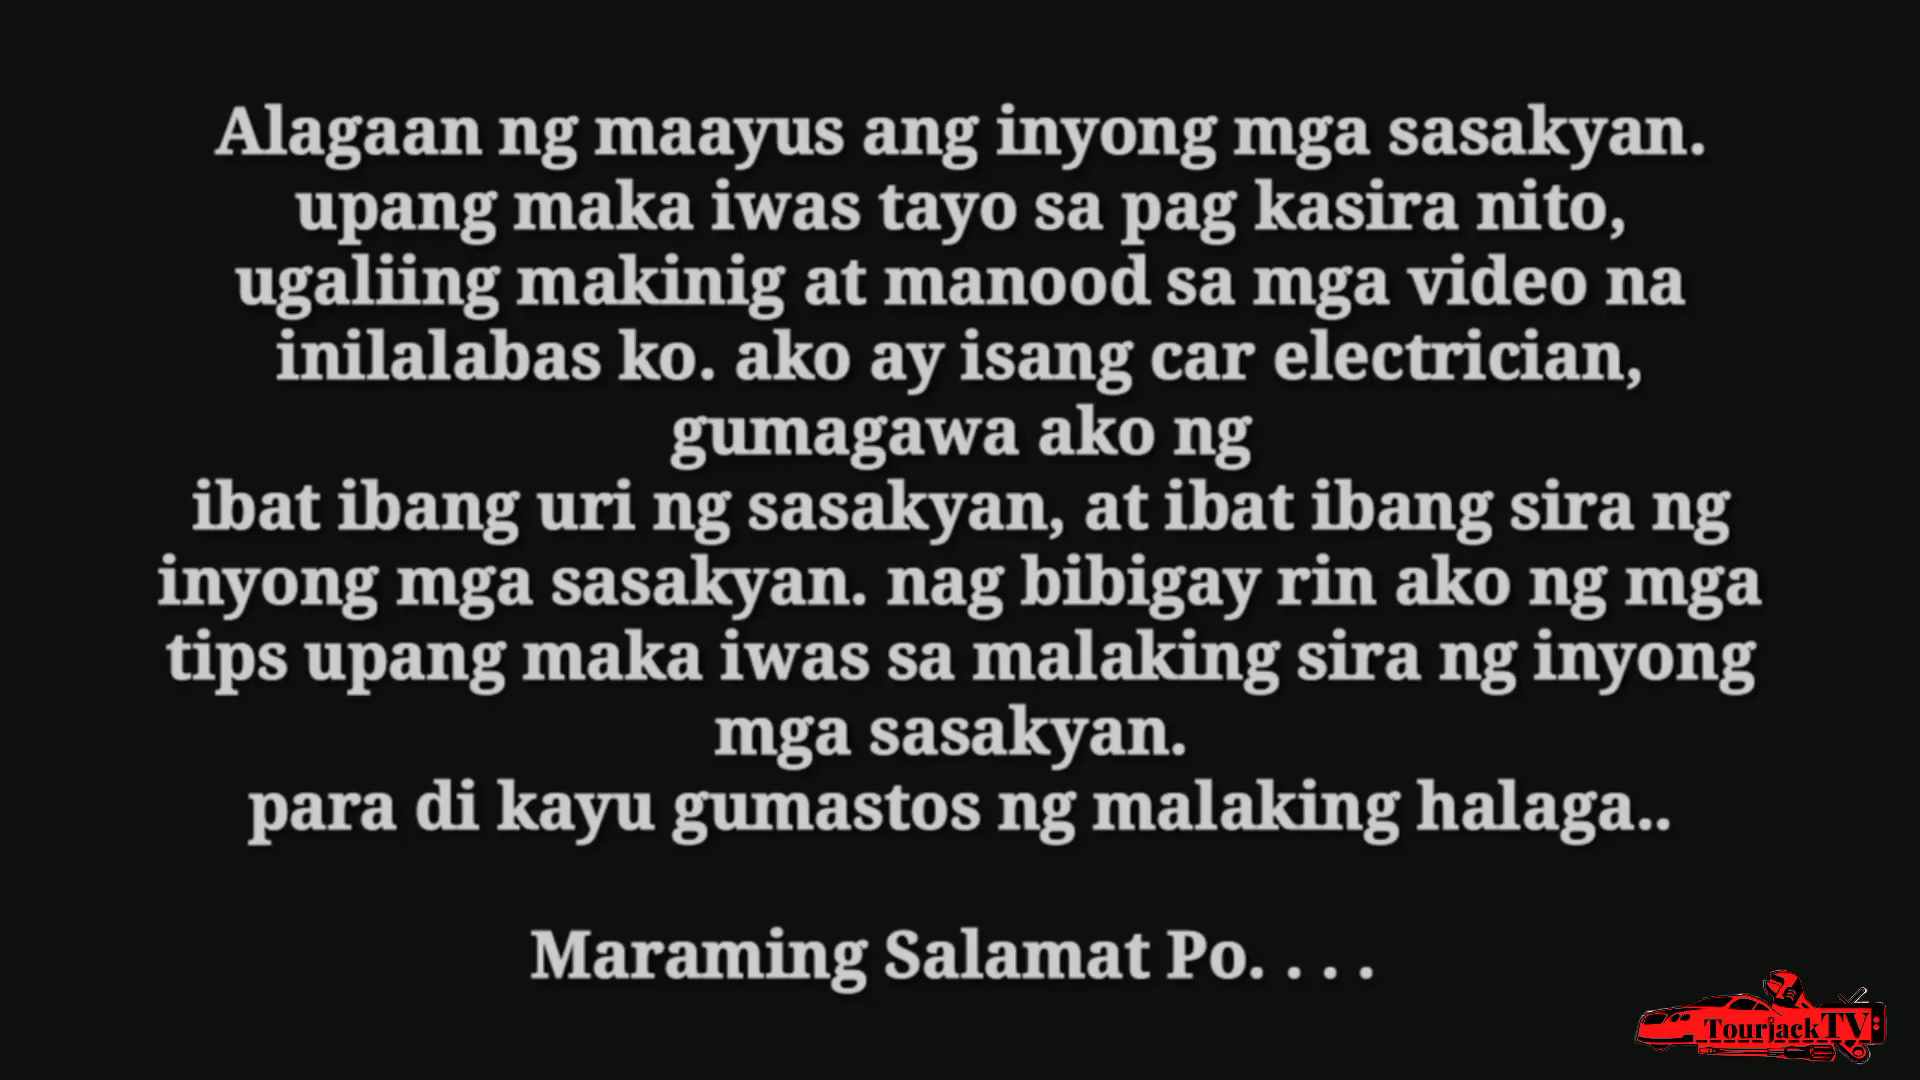 Alagaan ng maayus ang inyong mga sasakyan.
upang maka iwas tayo sa pag kasira nito,
ugaliing makinig at manood sa mga video na
inilalabas ko. ako ay isang car electrician,
gumagawa ako ng
ibat ibang uri ng sasakyan, at ibat ibang sira ng
inyong mga sasakyan. nag bibigay rin ako ng mga
tips upang maka iwas sa malaking sira ng inyong
mga sasakyan.
para di kayu gumastos ng malaking halaga..
Maraming Salamat Po. . . .
TourjackTV